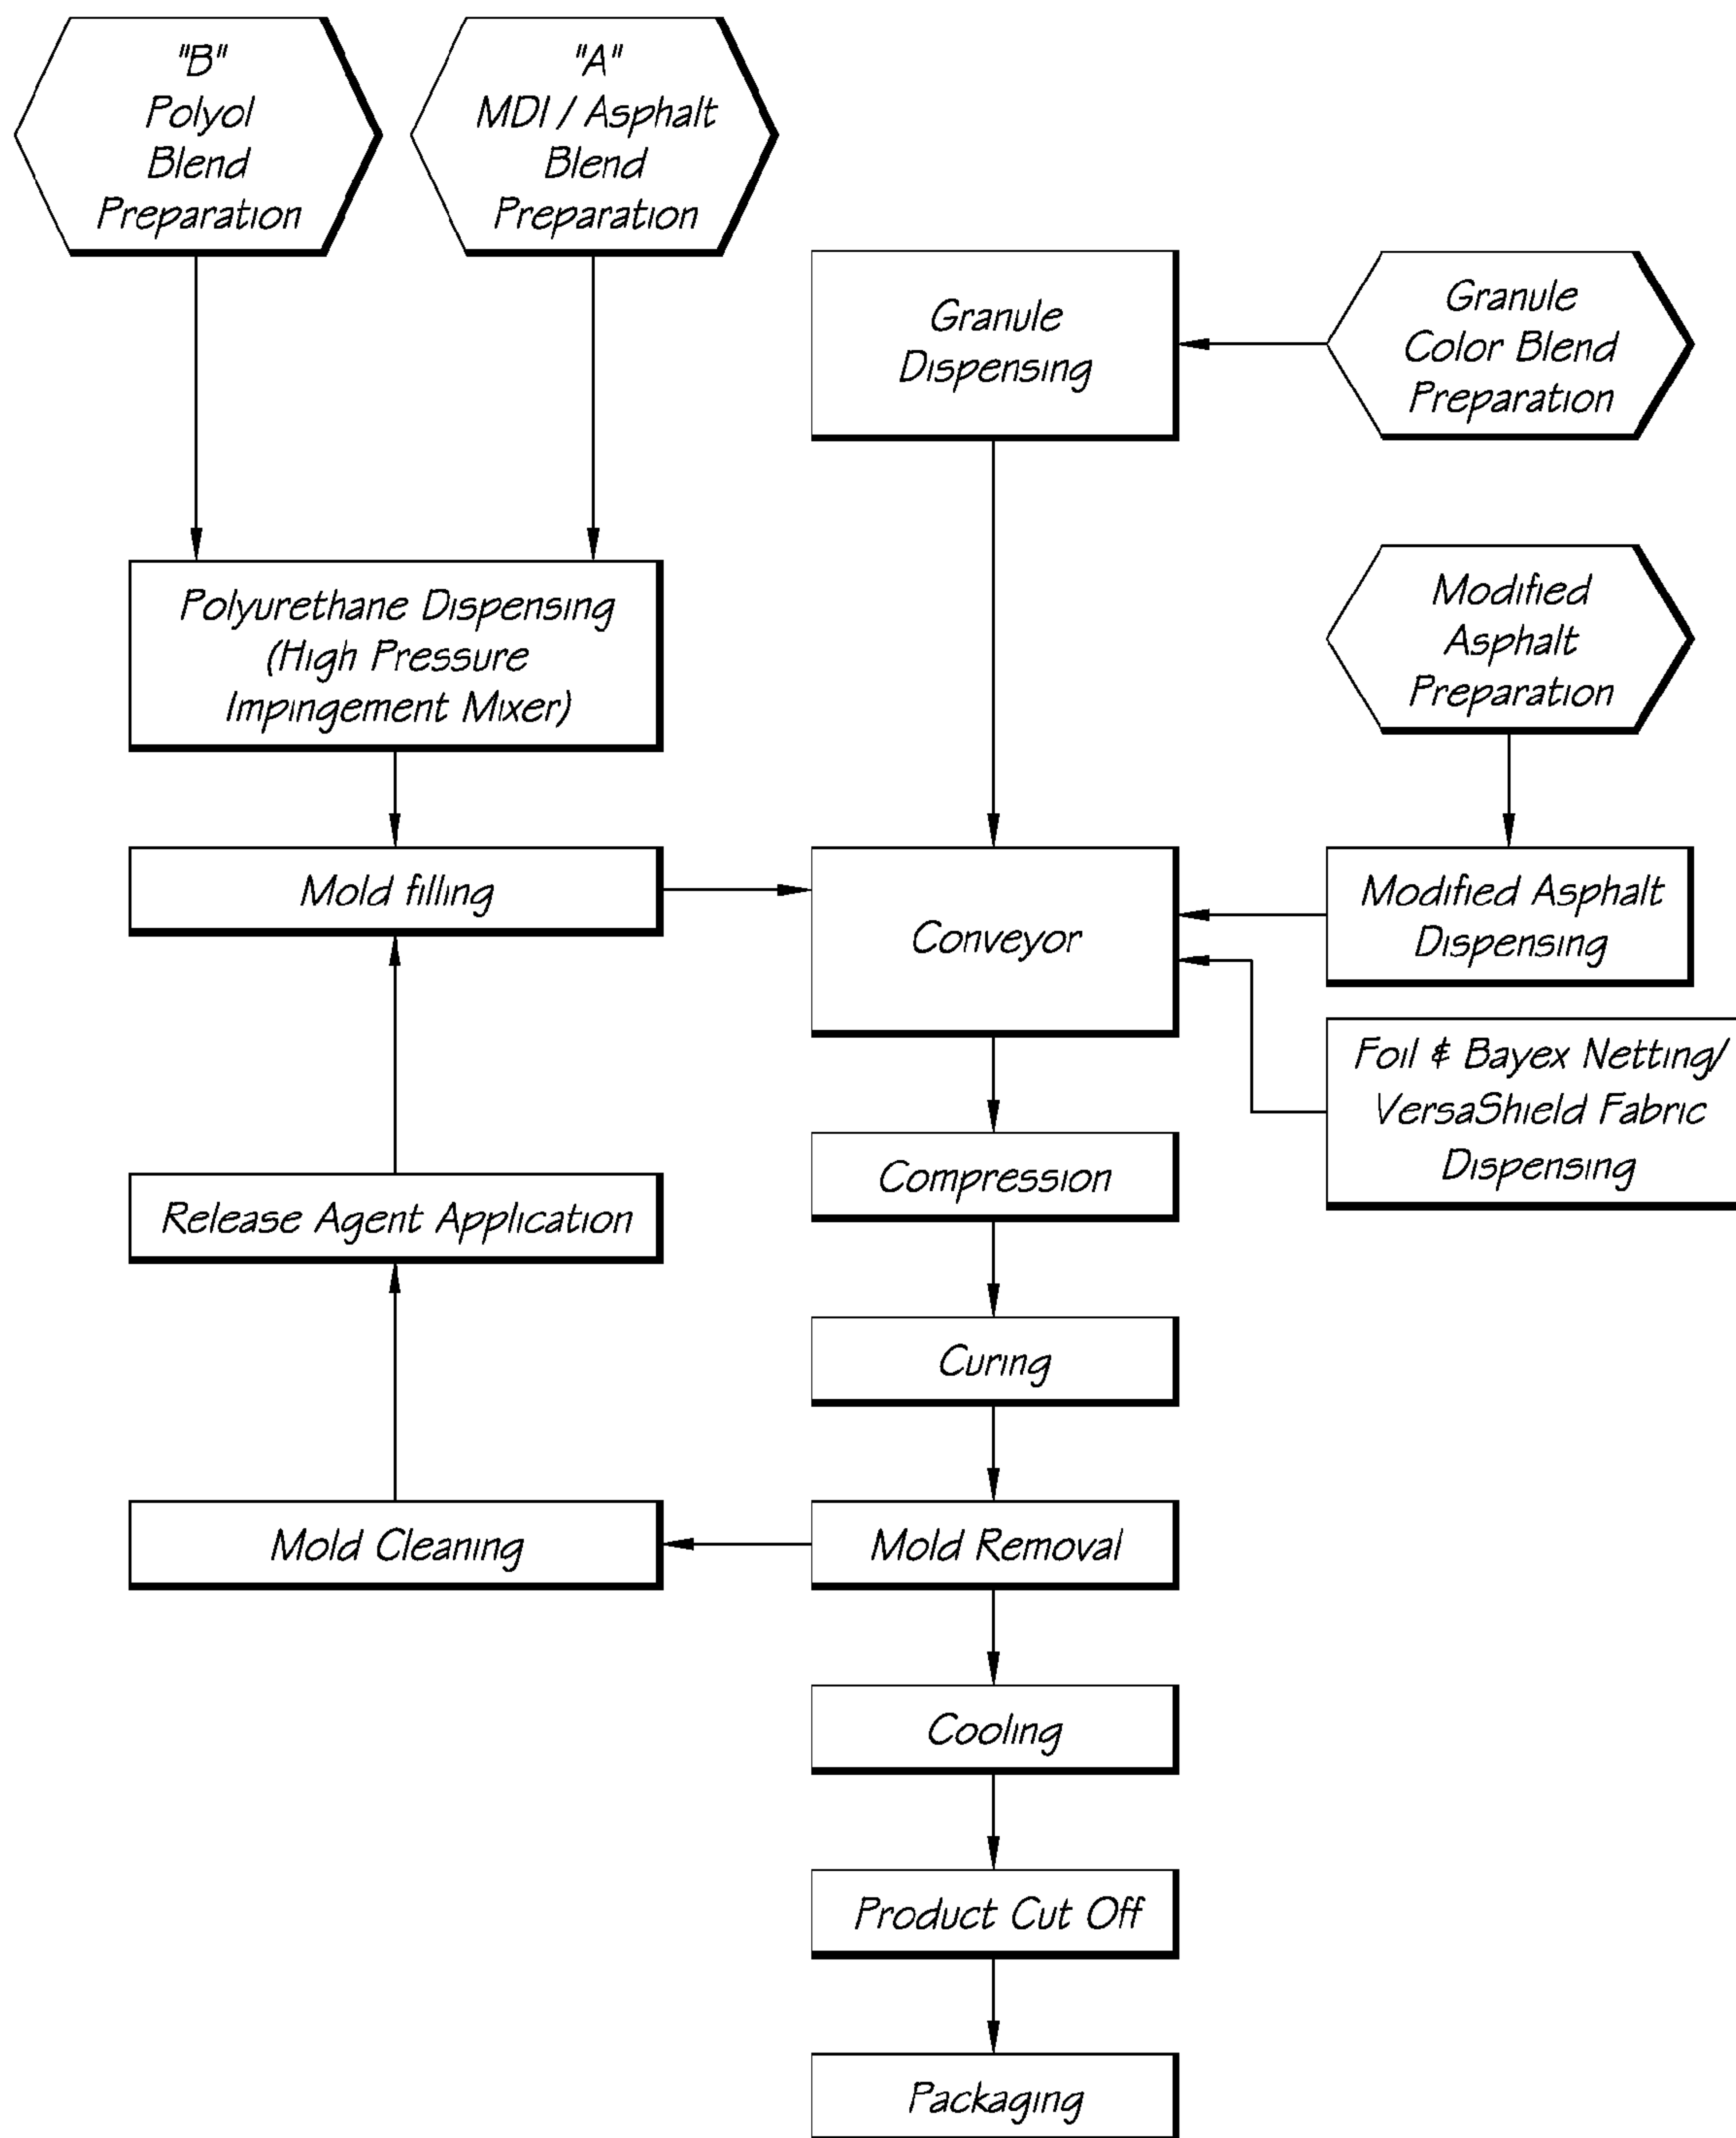 "B"
Polyol
Blend
Preparation
"A"
MDI / Asphalt
Blend
Preparation
Granule
Dispensing
Granule
Color Blend
Preparation
Polyurethane Dispensing
(High Pressure
Impingement Mixer)
Modified
Asphalt
Preparation
Mold filling
Conveyor
Modified Asphalt
Dispensing
Foil & Bayex Netting/
VersaShield Fabric
Dispensing
Compression
Release Agent Application
Curing
Mold Cleaning
Mold Removal
Cooling
Product Cut Off
Packaging